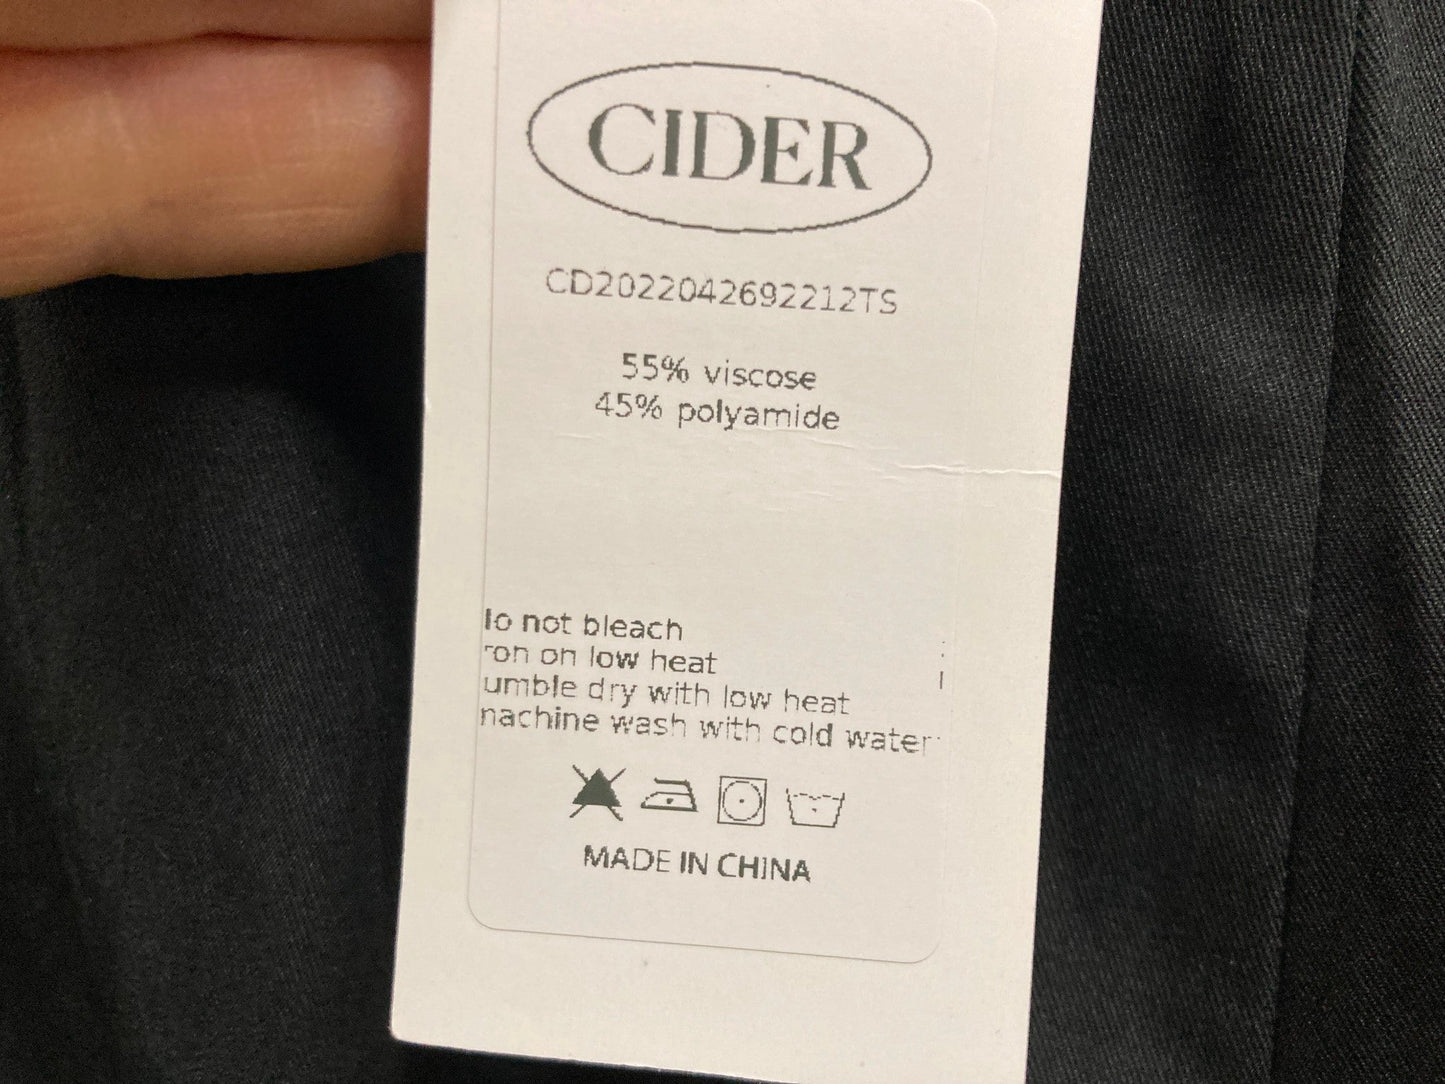 CIDER
CD2022042692212TS
55% viscose
45% polyamide
lo not bleach
ron on low heat
umble dry with low heat
nachine wash with cold water
MADE IN CHINA